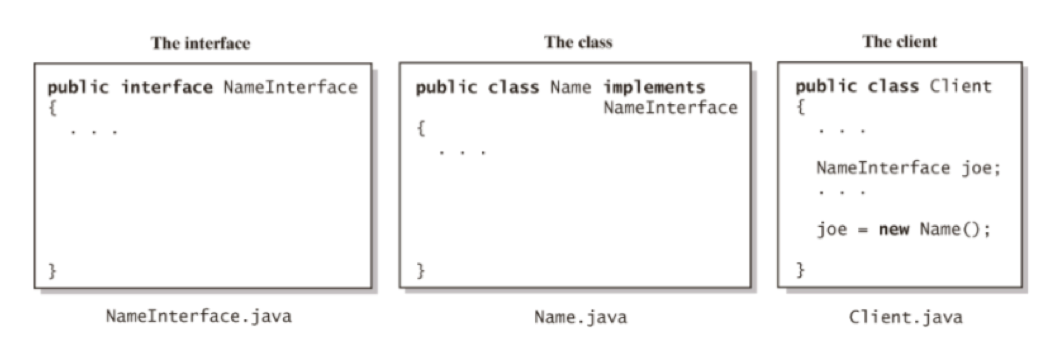 The interface
public interface NameInterface
{
. . .
}
NameInterface.java
The class
public class Name implements
NameInterface
{
. . .
}
Name.java
The client
public class Client
{
. . .
NameInterface joe;
. . .
joe = new Name();
}
Client.java